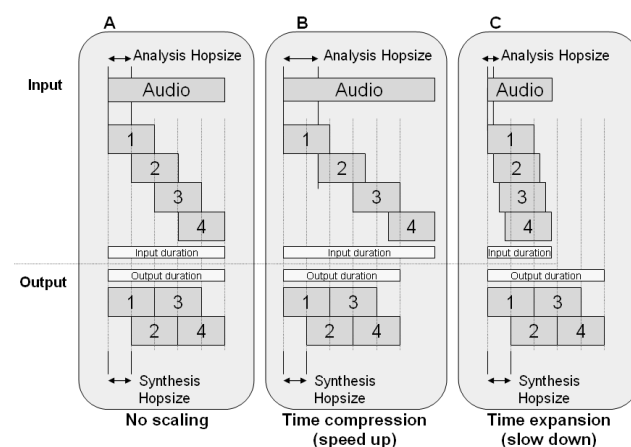 A
B
C
Analysis Hopsize
Analysis Hopsize
Analysis Hopsize
Input
Audio
Audio
Audio
1
1
1
2
2
2
3
3
3
4
4
4
Input duration
Input duration
Input duration
Output duration
Output duration
Output duration
Output
1 3
1 3
1 3
2 4
2 4
2 4
Synthesis
Hopsize
Synthesis
Hopsize
Synthesis
Hopsize
No scaling
Time compression
(speed up)
Time expansion
(slow down)